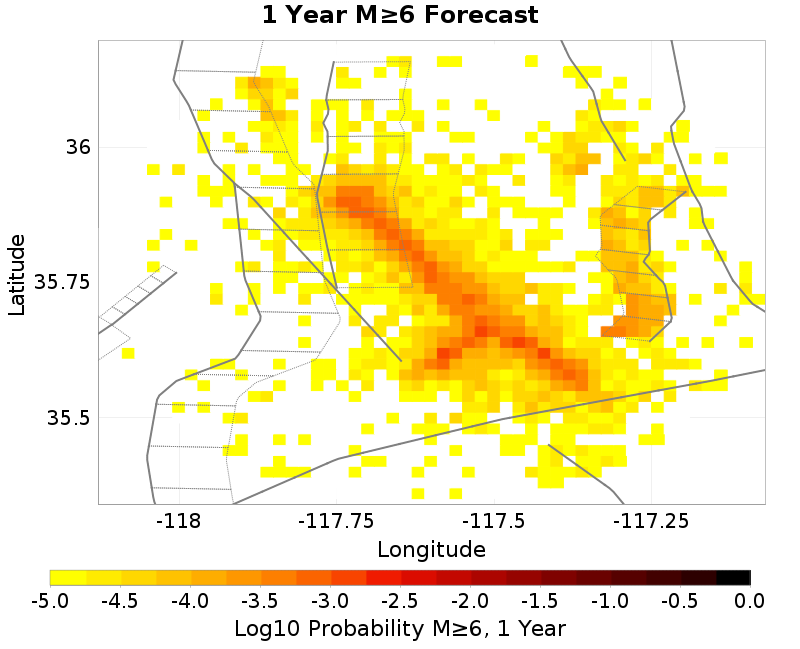 1 Year M≥6 Forecast
36
35.75
35.5
Latitude
-118 -117.75 -117.5 -117.25
Longitude
-5.0 -4.5 -4.0 -3.5 -3.0 -2.5 -2.0 -1.5 -1.0 -0.5 0.0
Log10 Probability M≥6, 1 Year